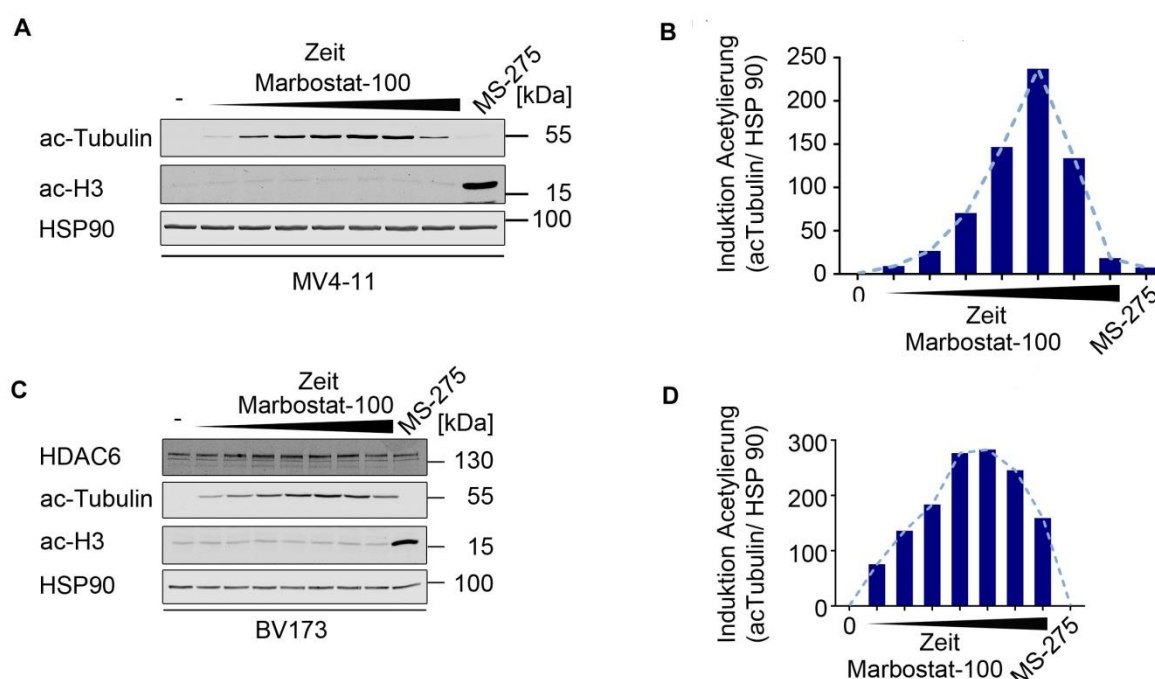 A
Zeit
Marbostat-100
-
MS-275
[kDa]
ac-Tubulin
55
ac-H3
15
HSP90
100
MV4-11
B
Induktion Acetylierung
(acTubulin/ HSP 90)
250
200
150
100
50
0
0
Zeit
Marbostat-100
MS-275
C
Zeit
Marbostat-100
-
MS-275
[kDa]
HDAC6
130
ac-Tubulin
55
ac-H3
15
HSP90
100
BV173
D
Induktion Acetylierung
(acTubulin/ HSP 90)
300
200
100
0
0
Zeit
Marbostat-100
MS-275